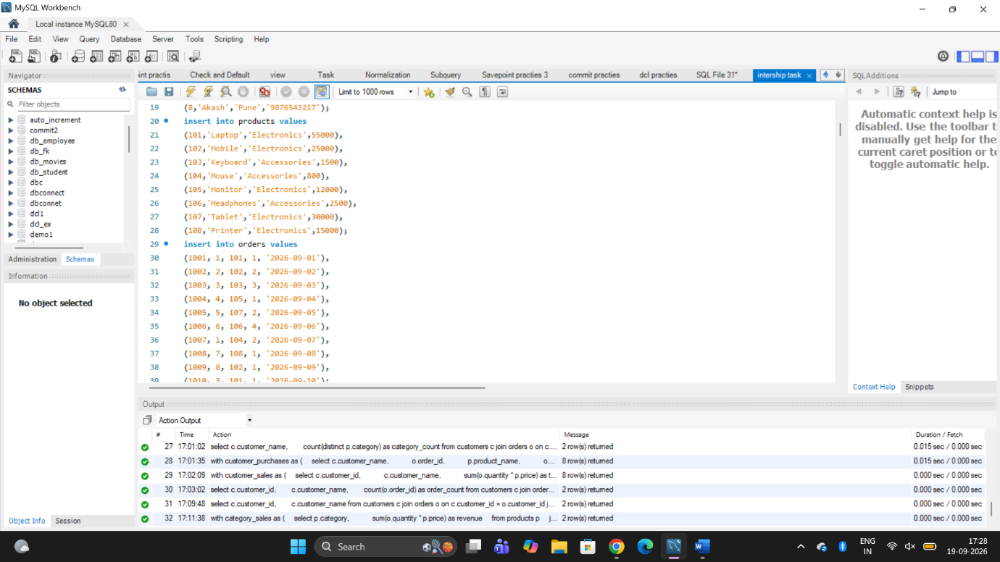 MySQL Workbench
Local instance MySQL80
File Edit View Query Database Server Tools Scripting Help
Navigator
SCHEMAS
Filter objects
auto_increment
commit2
db_employee
db_fk
db_movies
db_student
dbc
dbconnect
dbconnet
dcl1
dcl_ex
demo1
Administration Schemas
Information
No object selected
Object Info Session
int practis Check and Default view Task Normalization Subquery Savepoint practies 3 commit practies dcl practies SQL File 31* intership task
Limit to 1000 rows
19 (8,'Akash','Pune','9876543217');
20 insert into products values
21 (101,'Laptop','Electronics',55000),
22 (102,'Mobile','Electronics',25000),
23 (103,'Keyboard','Accessories',1500),
24 (104,'Mouse','Accessories',800),
25 (105,'Monitor','Electronics',12000),
26 (106,'Headphones','Accessories',2500),
27 (107,'Tablet','Electronics',30000),
28 (108,'Printer','Electronics',15000);
29 insert into orders values
30 (1001, 1, 101, 1, '2026-09-01'),
31 (1002, 2, 102, 2, '2026-09-02'),
32 (1003, 3, 103, 3, '2026-09-03'),
33 (1004, 4, 105, 1, '2026-09-04'),
34 (1005, 5, 107, 2, '2026-09-05'),
35 (1006, 6, 106, 4, '2026-09-06'),
36 (1007, 1, 104, 2, '2026-09-07'),
37 (1008, 7, 108, 1, '2026-09-08'),
38 (1009, 8, 102, 1, '2026-09-09'),
39 (1010, 3, 101, 1, '2026-09-10');
SQLAdditions
Jump to
Automatic context help is
disabled. Use the toolbar t
manually get help for the
current caret position or to
toggle automatic help.
Context Help Snippets
Output
Action Output
# Time Action Message Duration / Fetch
27 17:01:02 select c.customer_name, count(distinct p.category) as category_count from customers c join orders o on c.... 2 row(s) returned 0.015 sec / 0.000 sec
28 17:01:35 with customer_purchases as ( select c.customer_name, o.order_id, p.product_name, o.... 8 row(s) returned 0.015 sec / 0.000 sec
29 17:02:09 with customer_sales as ( select c.customer_id, c.customer_name, sum(o.quantity * p.price) as t... 8 row(s) returned 0.000 sec / 0.000 sec
30 17:03:02 select c.customer_id, c.customer_name, count(o.order_id) as order_count from customers c join order... 2 row(s) returned 0.000 sec / 0.000 sec
31 17:09:48 select c.customer_id, c.customer_name from customers c join orders o on c.customer_id = o.customer_id j... 2 row(s) returned 0.000 sec / 0.000 sec
32 17:11:38 with category_sales as ( select p.category, sum(o.quantity * p.price) as revenue from products p j... 2 row(s) returned 0.000 sec / 0.000 sec
Search
ENG
IN
17:28
19-09-2026